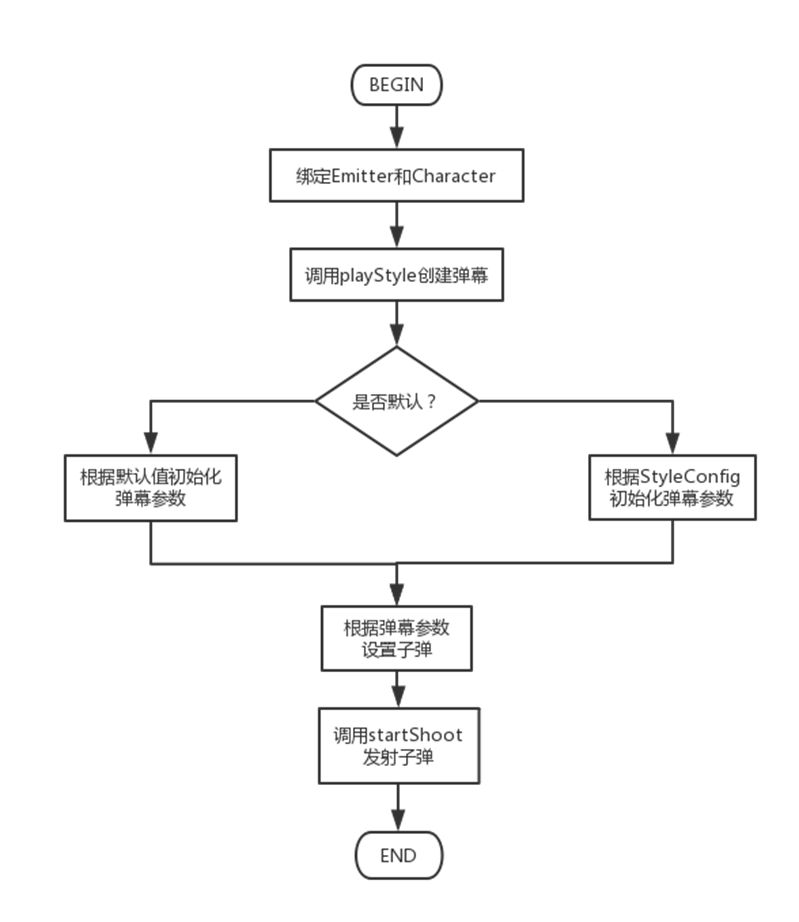 BEGIN
绑定Emitter和Character
调用playStyle创建弹幕
是否默认？
根据默认值初始化
弹幕参数
根据StyleConfig
初始化弹幕参数
根据弹幕参数
设置子弹
调用startShoot
发射子弹
END